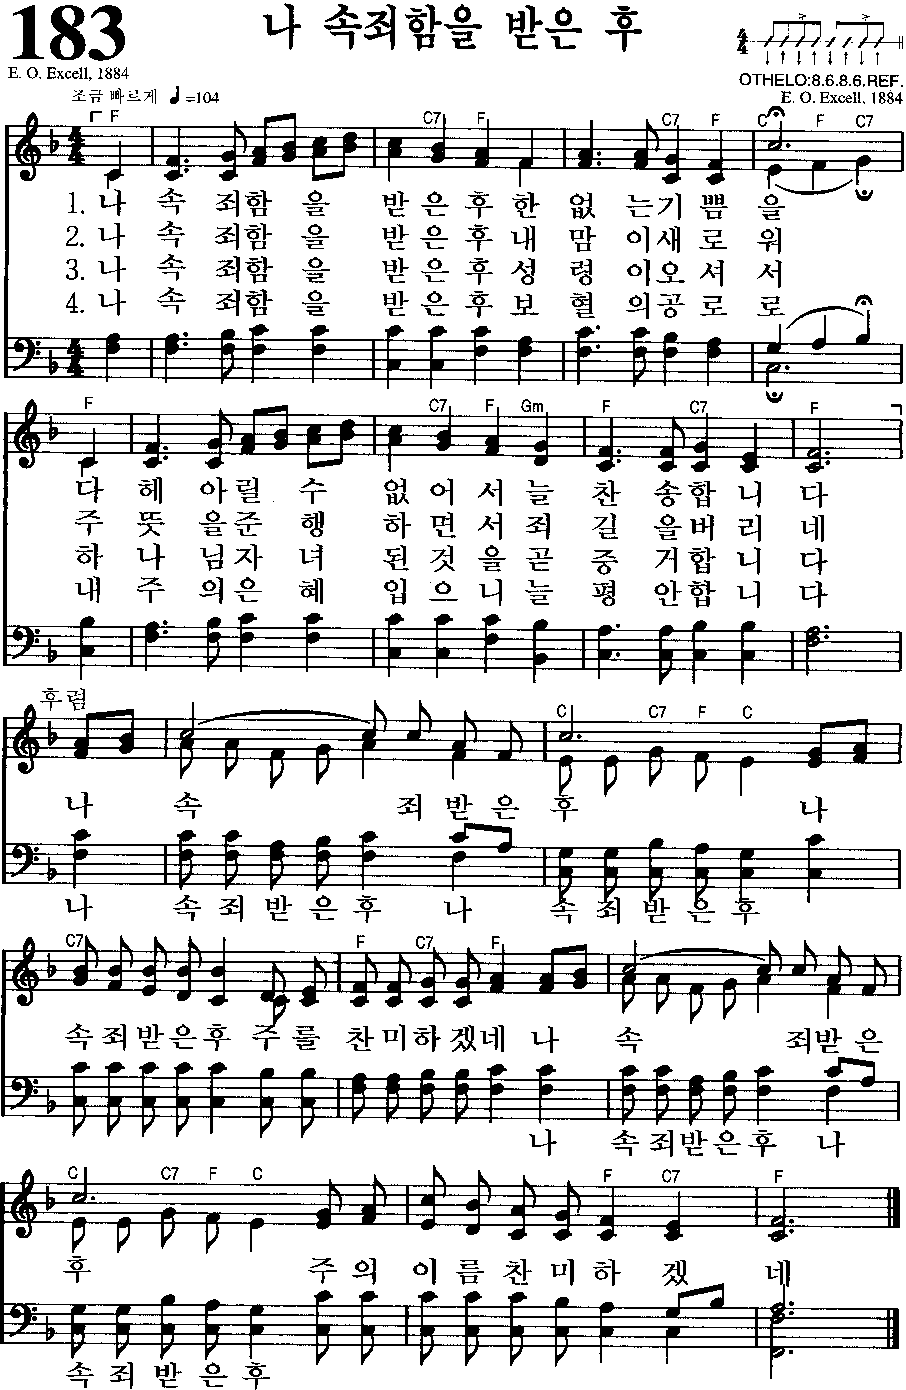 183 나 속죄함을 받은 후
E. O. Excell, 1884
OTHELO:8.6.8.6.REF.
조금 빠르게 ♩=104 E. O. Excell, 1884
F C7 F C7 F C F C7
1. 나 속 죄함 을 받 은 후 한 없 는 기 쁨 을
2. 나 속 죄함 을 받 은 후 내 맘 이 새 로 워
3. 나 속 죄함 을 받 은 후 성 령 이 오 셔 서
4. 나 속 죄함 을 받 은 후 보 혈 의 공 로 로
F C7 F Gm F C7 F
다 헤 아 릴 수 없 어 서 늘 찬 송 합 니 다
주 뜻 을 준 행 하 면 서 죄 길 을 버 리 네
하 나 님 자 녀 된 것 을 곧 증 거 합 니 다
내 주 의 은 혜 입 으 니 늘 평 안 합 니 다
후렴
C C7 F C
나 속 죄 받 은 후 나
나 속 죄 받 은 후 나 속 죄 받 은 후
C7 F C7 F
속 죄 받 은 후 주 를 찬 미 하 겠 네 나 속 죄 받 은
나 속 죄 받 은 후 나
C C7 F C F C7 F
후 주 의 이 름 찬 미 하 겠 네
속 죄 받 은 후